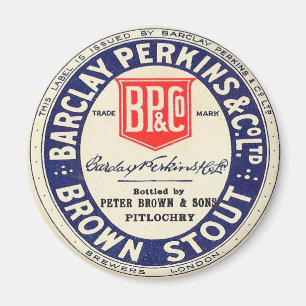 THIS LABEL IS ISSUED BY BARCLAY PERKINS & Co LTD
BARCLAY PERKINS & Co LTD.
TRADE MARK
BP&Co
Barclay Perkins & Co Ld
Bottled by
PETER BROWN & SONS
PITLOCHRY
BROWN STOUT
BREWERS LONDON